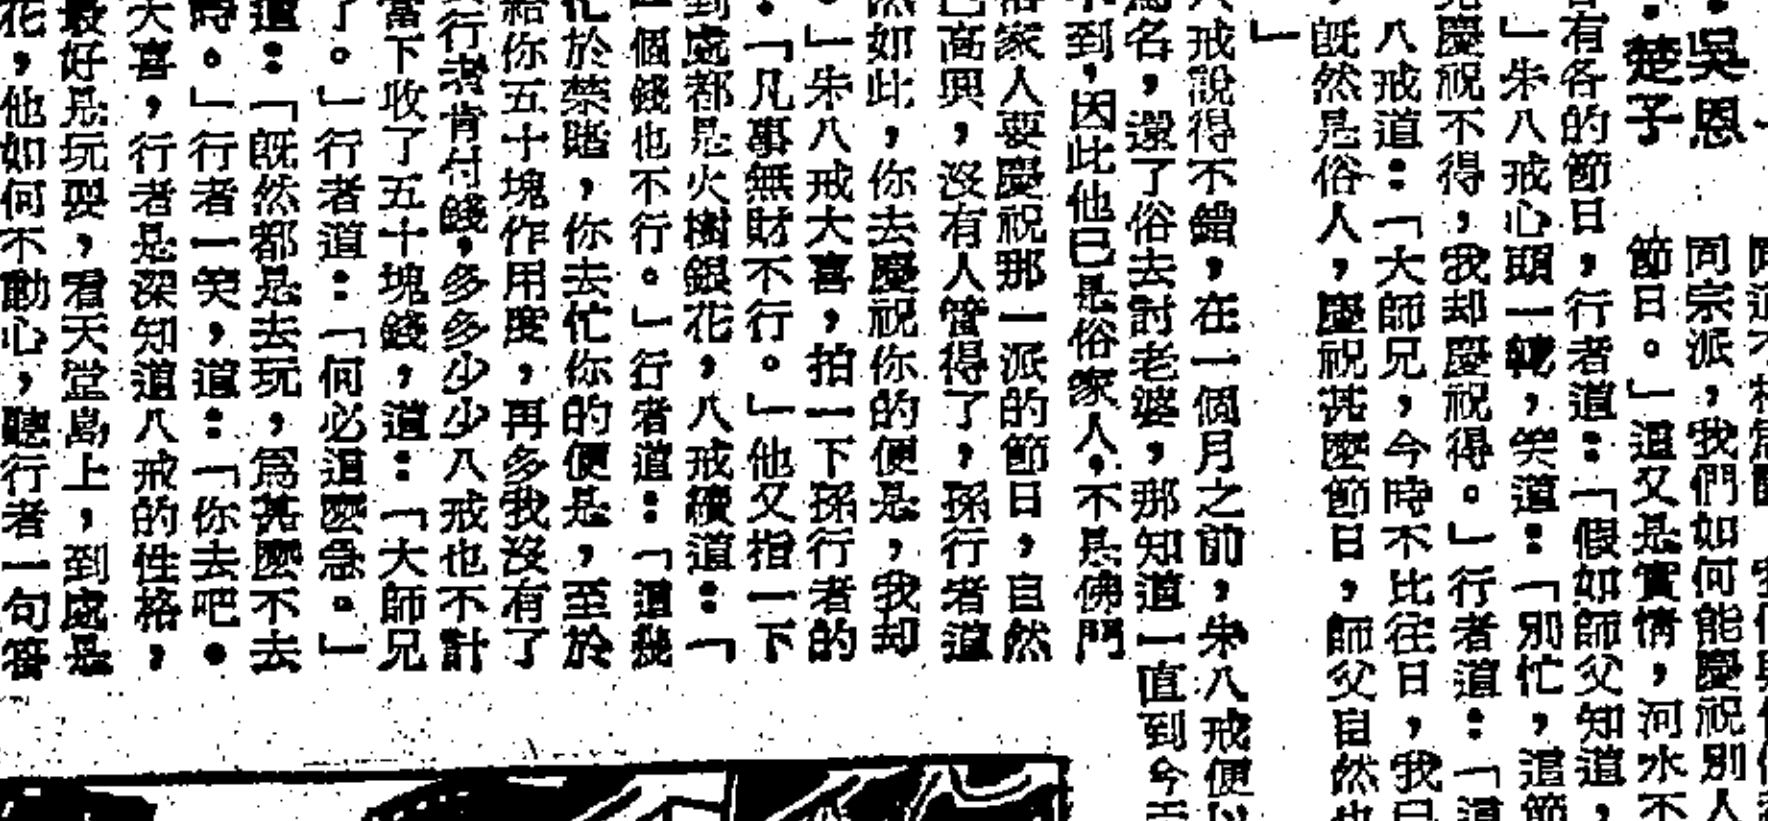 吳恩
楚子
同宗派，我們如何能慶祝別人
節日。」這又是實情，河水不
有各的節日，行者道：「假如師父知道，
」朱八戒心頭一轉，笑道：「別忙，這節
慶祝不得，我却慶祝得。」行者道：「這
八戒道：「大師兄，今時不比往日，我
，既然是俗人，慶祝甚麼節日，師父自然也
」
八戒說得不錯，在一個月之前，朱八戒便以
名，還了俗去討老婆，那知道一直到今
不到，因此他已是俗家人，不是佛門
俗家人要慶祝那一派的節日，自然
已高興，沒有人管得了，孫行者道
然如此，你去慶祝你的便是，我却
。」朱八戒大喜，拍一下孫行者的
：「凡事無財不行。」他又指一下
到處都是火樹銀花，八戒續道：「
個錢也不行。」行者道：「這幾
忙於禁賭，你去忙你的便是，至於
給你五十塊作用度，再多我沒有了
行者肯付錢，多多少少八戒也不計
當下收了五十塊錢，道：「大師兄
了。」行者道：「何必這麼急。」
道：「既然都是去玩，爲甚麼不去
時。」行者一笑，道：「你去吧。
大喜，行者是深知道八戒的性格，
最好是玩耍，看天堂島上，到處是
花，他如何不動心，聽行者一句答